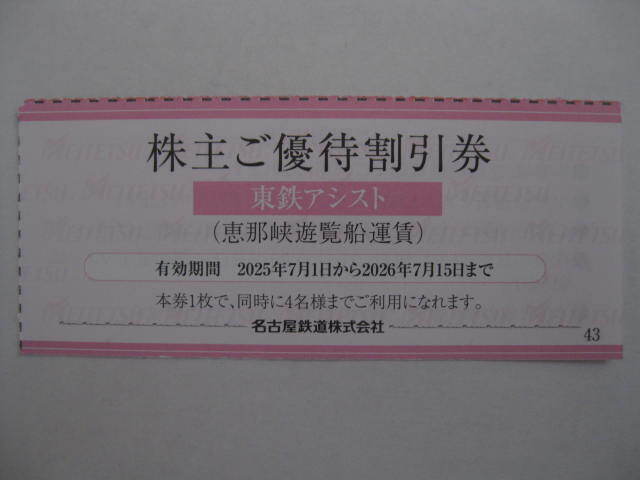 株主ご優待割引券
東鉄アシスト
(恵那峡遊覧船運賃)
有効期間 2025年7月1日から2026年7月15日まで
本券1枚で、同時に4名様までご利用になれます。
名古屋鉄道株式会社
43